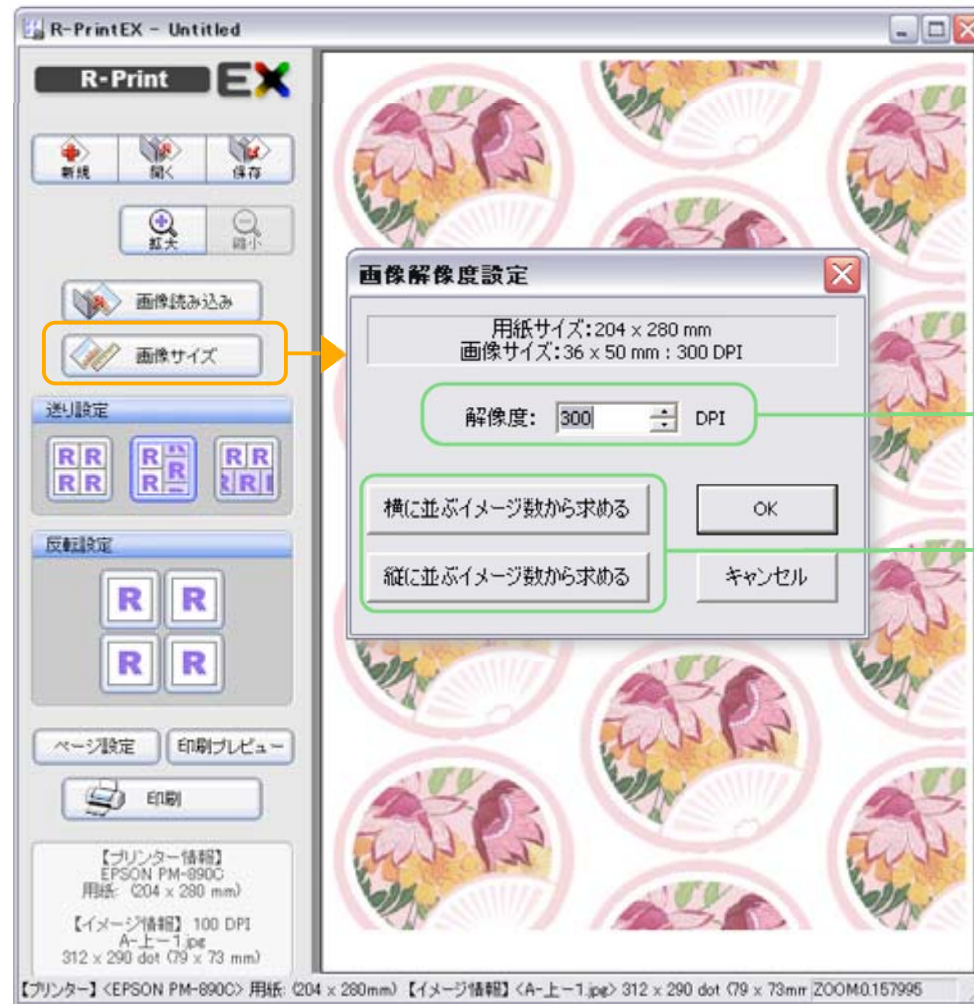 R-PrintEX - Untitled
R-Print EX
新規 開く 保存
拡大 縮小
画像読み込み
画像サイズ
送り設定
R R R R R R
R R R R R R
反転設定
R R
R R
ページ設定 印刷プレビュー
印刷
【プリンター情報】
EPSON PM-890C
用紙: (204 x 280 mm)
【イメージ情報】 100 DPI
A-上-1.jpg
312 x 290 dot (79 x 73 mm)
画像解像度設定
用紙サイズ:204 x 280 mm
画像サイズ:36 x 50 mm : 300 DPI
解像度: 300 DPI
横に並ぶイメージ数から求める OK
縦に並ぶイメージ数から求める キャンセル
【プリンター】<EPSON PM-890C> 用紙: (204 x 280mm) 【イメージ情報】<A-上-1.jpg> 312 x 290 dot (79 x 73mm ZOOM:0.157995